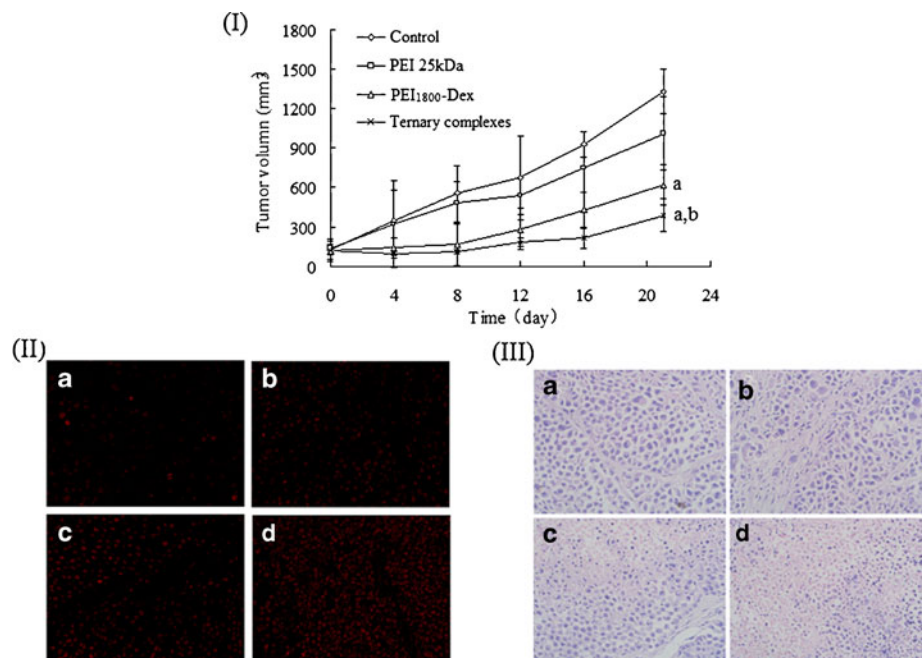 (I)
Tumor volumn (mm3)
1800
1500
1200
900
600
300
0
Control
PEI 25kDa
PEI1800-Dex
Ternary complexes
a
a,b
0 4 8 12 16 20 24
Time（day）
(II)
a
b
c
d
(III)
a
b
c
d